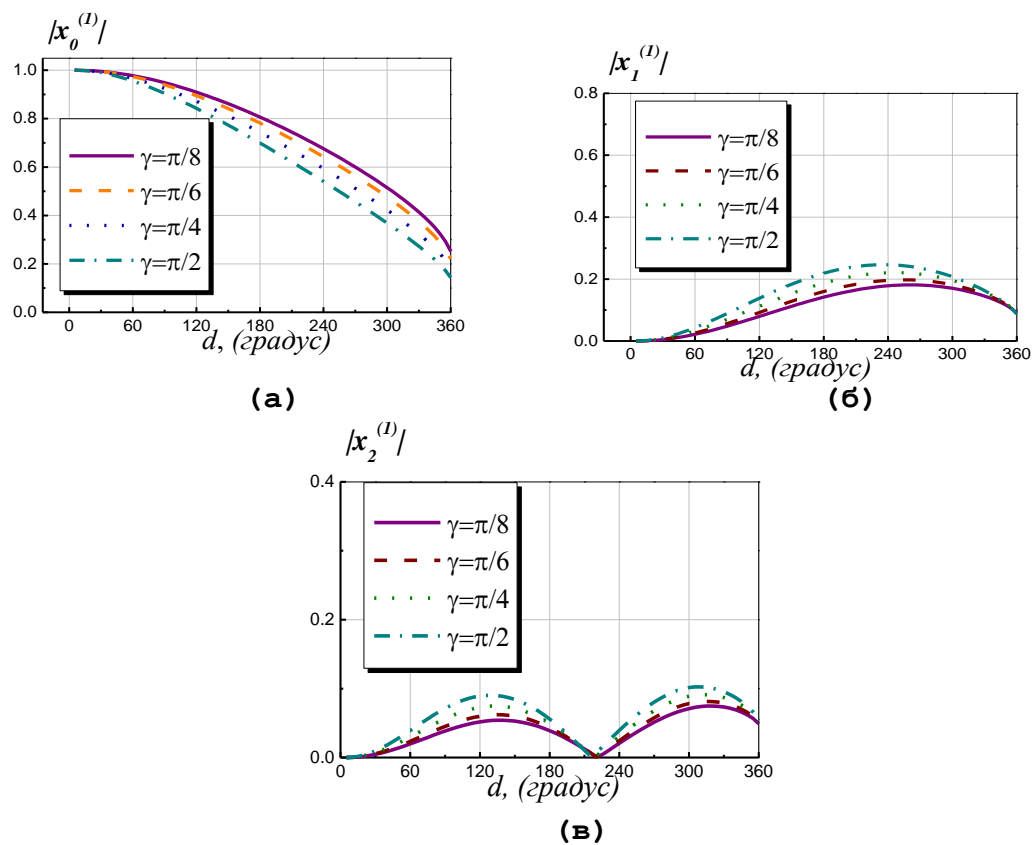 |x₀⁽¹⁾|
1.0
0.8
0.6
0.4
0.2
0.0
γ=π/8
γ=π/6
γ=π/4
γ=π/2
0 60 120 180 240 300 360
d, (градус)
(а)
|x₁⁽¹⁾|
0.8
0.6
0.4
0.2
0.0
γ=π/8
γ=π/6
γ=π/4
γ=π/2
0 60 120 180 240 300 360
d, (градус)
(б)
|x₂⁽¹⁾|
0.4
0.2
0.0
γ=π/8
γ=π/6
γ=π/4
γ=π/2
0 60 120 180 240 300 360
d, (градус)
(в)